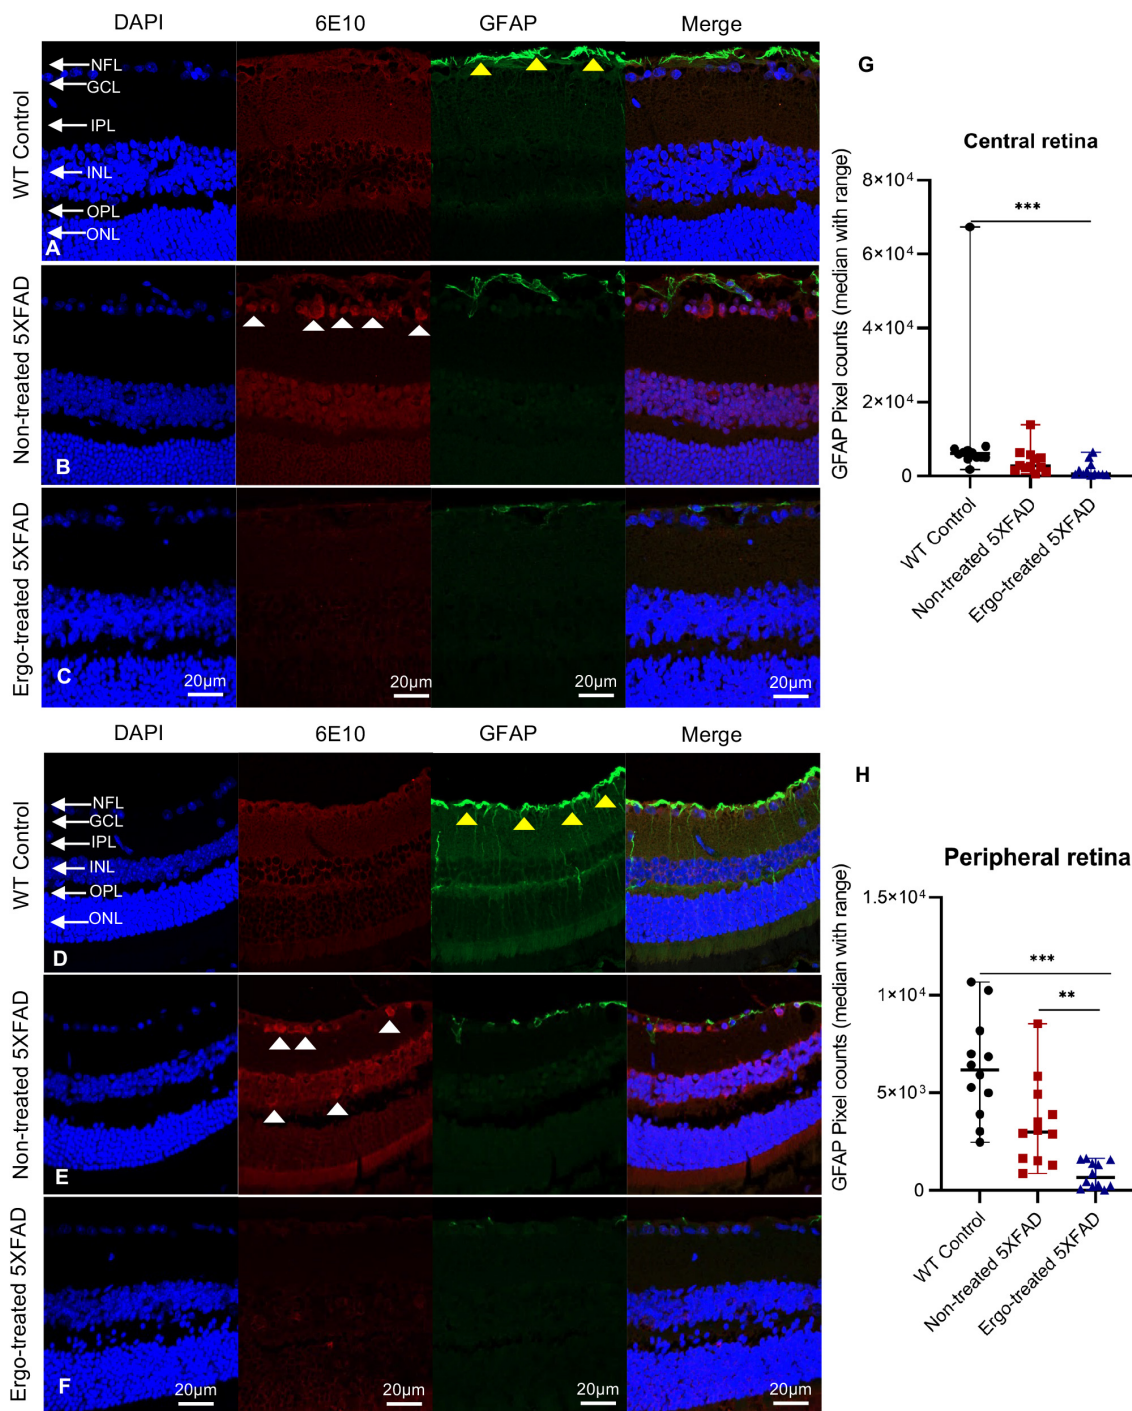 DAPI 6E10 GFAP Merge
WT Control
NFL
GCL
IPL
INL
OPL
ONL
A
Non-treated 5XFAD
B
Ergo-treated 5XFAD
C
20μm 20μm 20μm 20μm
DAPI 6E10 GFAP Merge
WT Control
NFL
GCL
IPL
INL
OPL
ONL
D
Non-treated 5XFAD
E
Ergo-treated 5XFAD
F
20μm 20μm 20μm 20μm
G
Central retina
GFAP Pixel counts (median with range)
8×10⁴
6×10⁴
4×10⁴
2×10⁴
0
***
WT Control
Non-treated 5XFAD
Ergo-treated 5XFAD
H
Peripheral retina
GFAP Pixel counts (median with range)
1.5×10⁴
1×10⁴
5×10³
0
***
**
WT Control
Non-treated 5XFAD
Ergo-treated 5XFAD